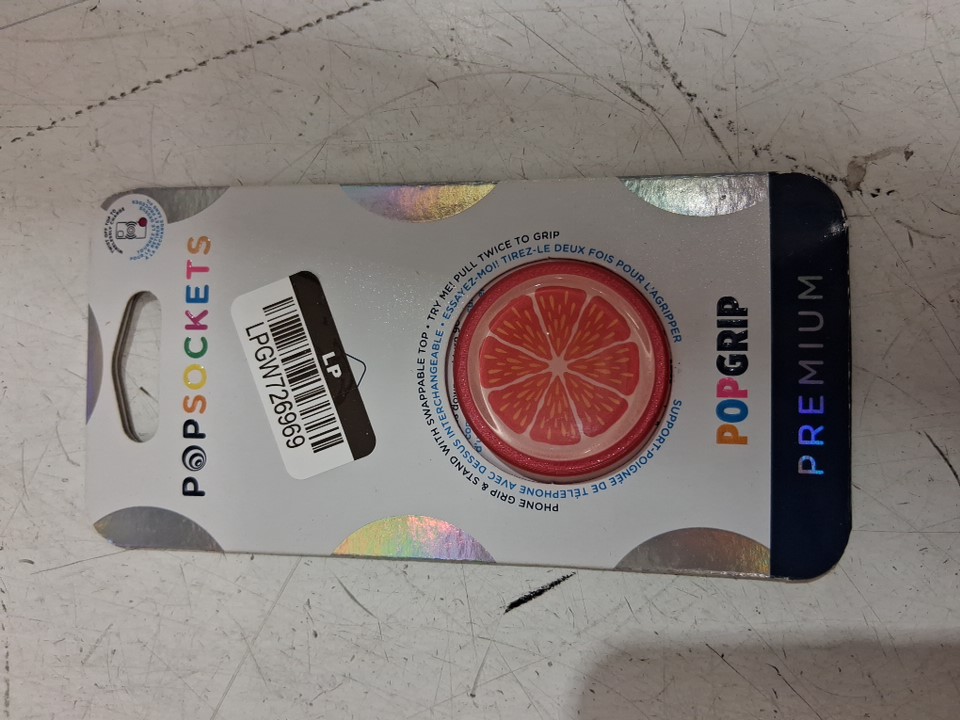 POPSOCKETS
LP
LPGW726969
PHONE GRIP & STAND WITH SWAPPABLE TOP • TRY ME! PULL TWICE TO GRIP
SUPPORT-POIGNÉE DE TÉLÉPHONE AVEC DESSUS INTERCHANGEABLE • ESSAYEZ-MOI! TIREZ-LE DEUX FOIS POUR L'AGRIPPER
POPGRIP
PREMIUM